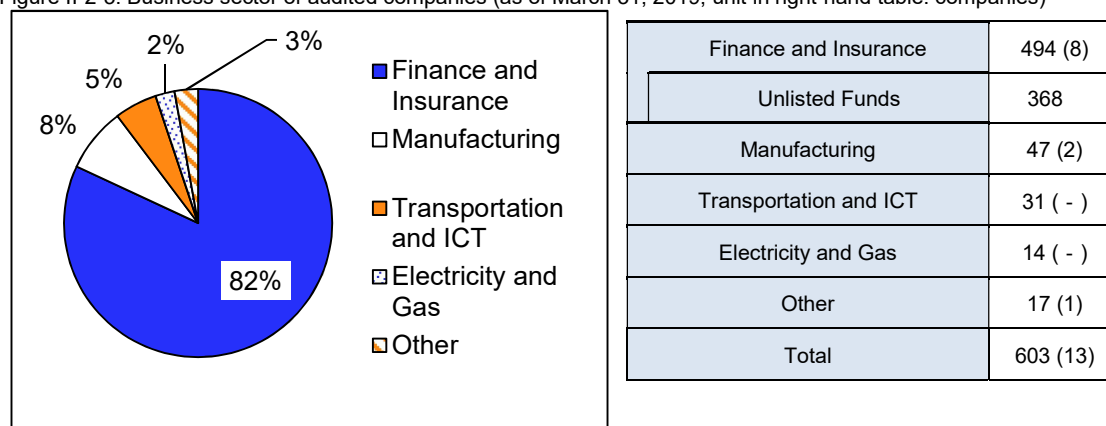 2%
3%
5%
8%
82%
Finance and
Insurance
Manufacturing
Transportation
and ICT
Electricity and
Gas
Other
Finance and Insurance 494 (8)
Unlisted Funds 368
Manufacturing 47 (2)
Transportation and ICT 31 ( - )
Electricity and Gas 14 ( - )
Other 17 (1)
Total 603 (13)